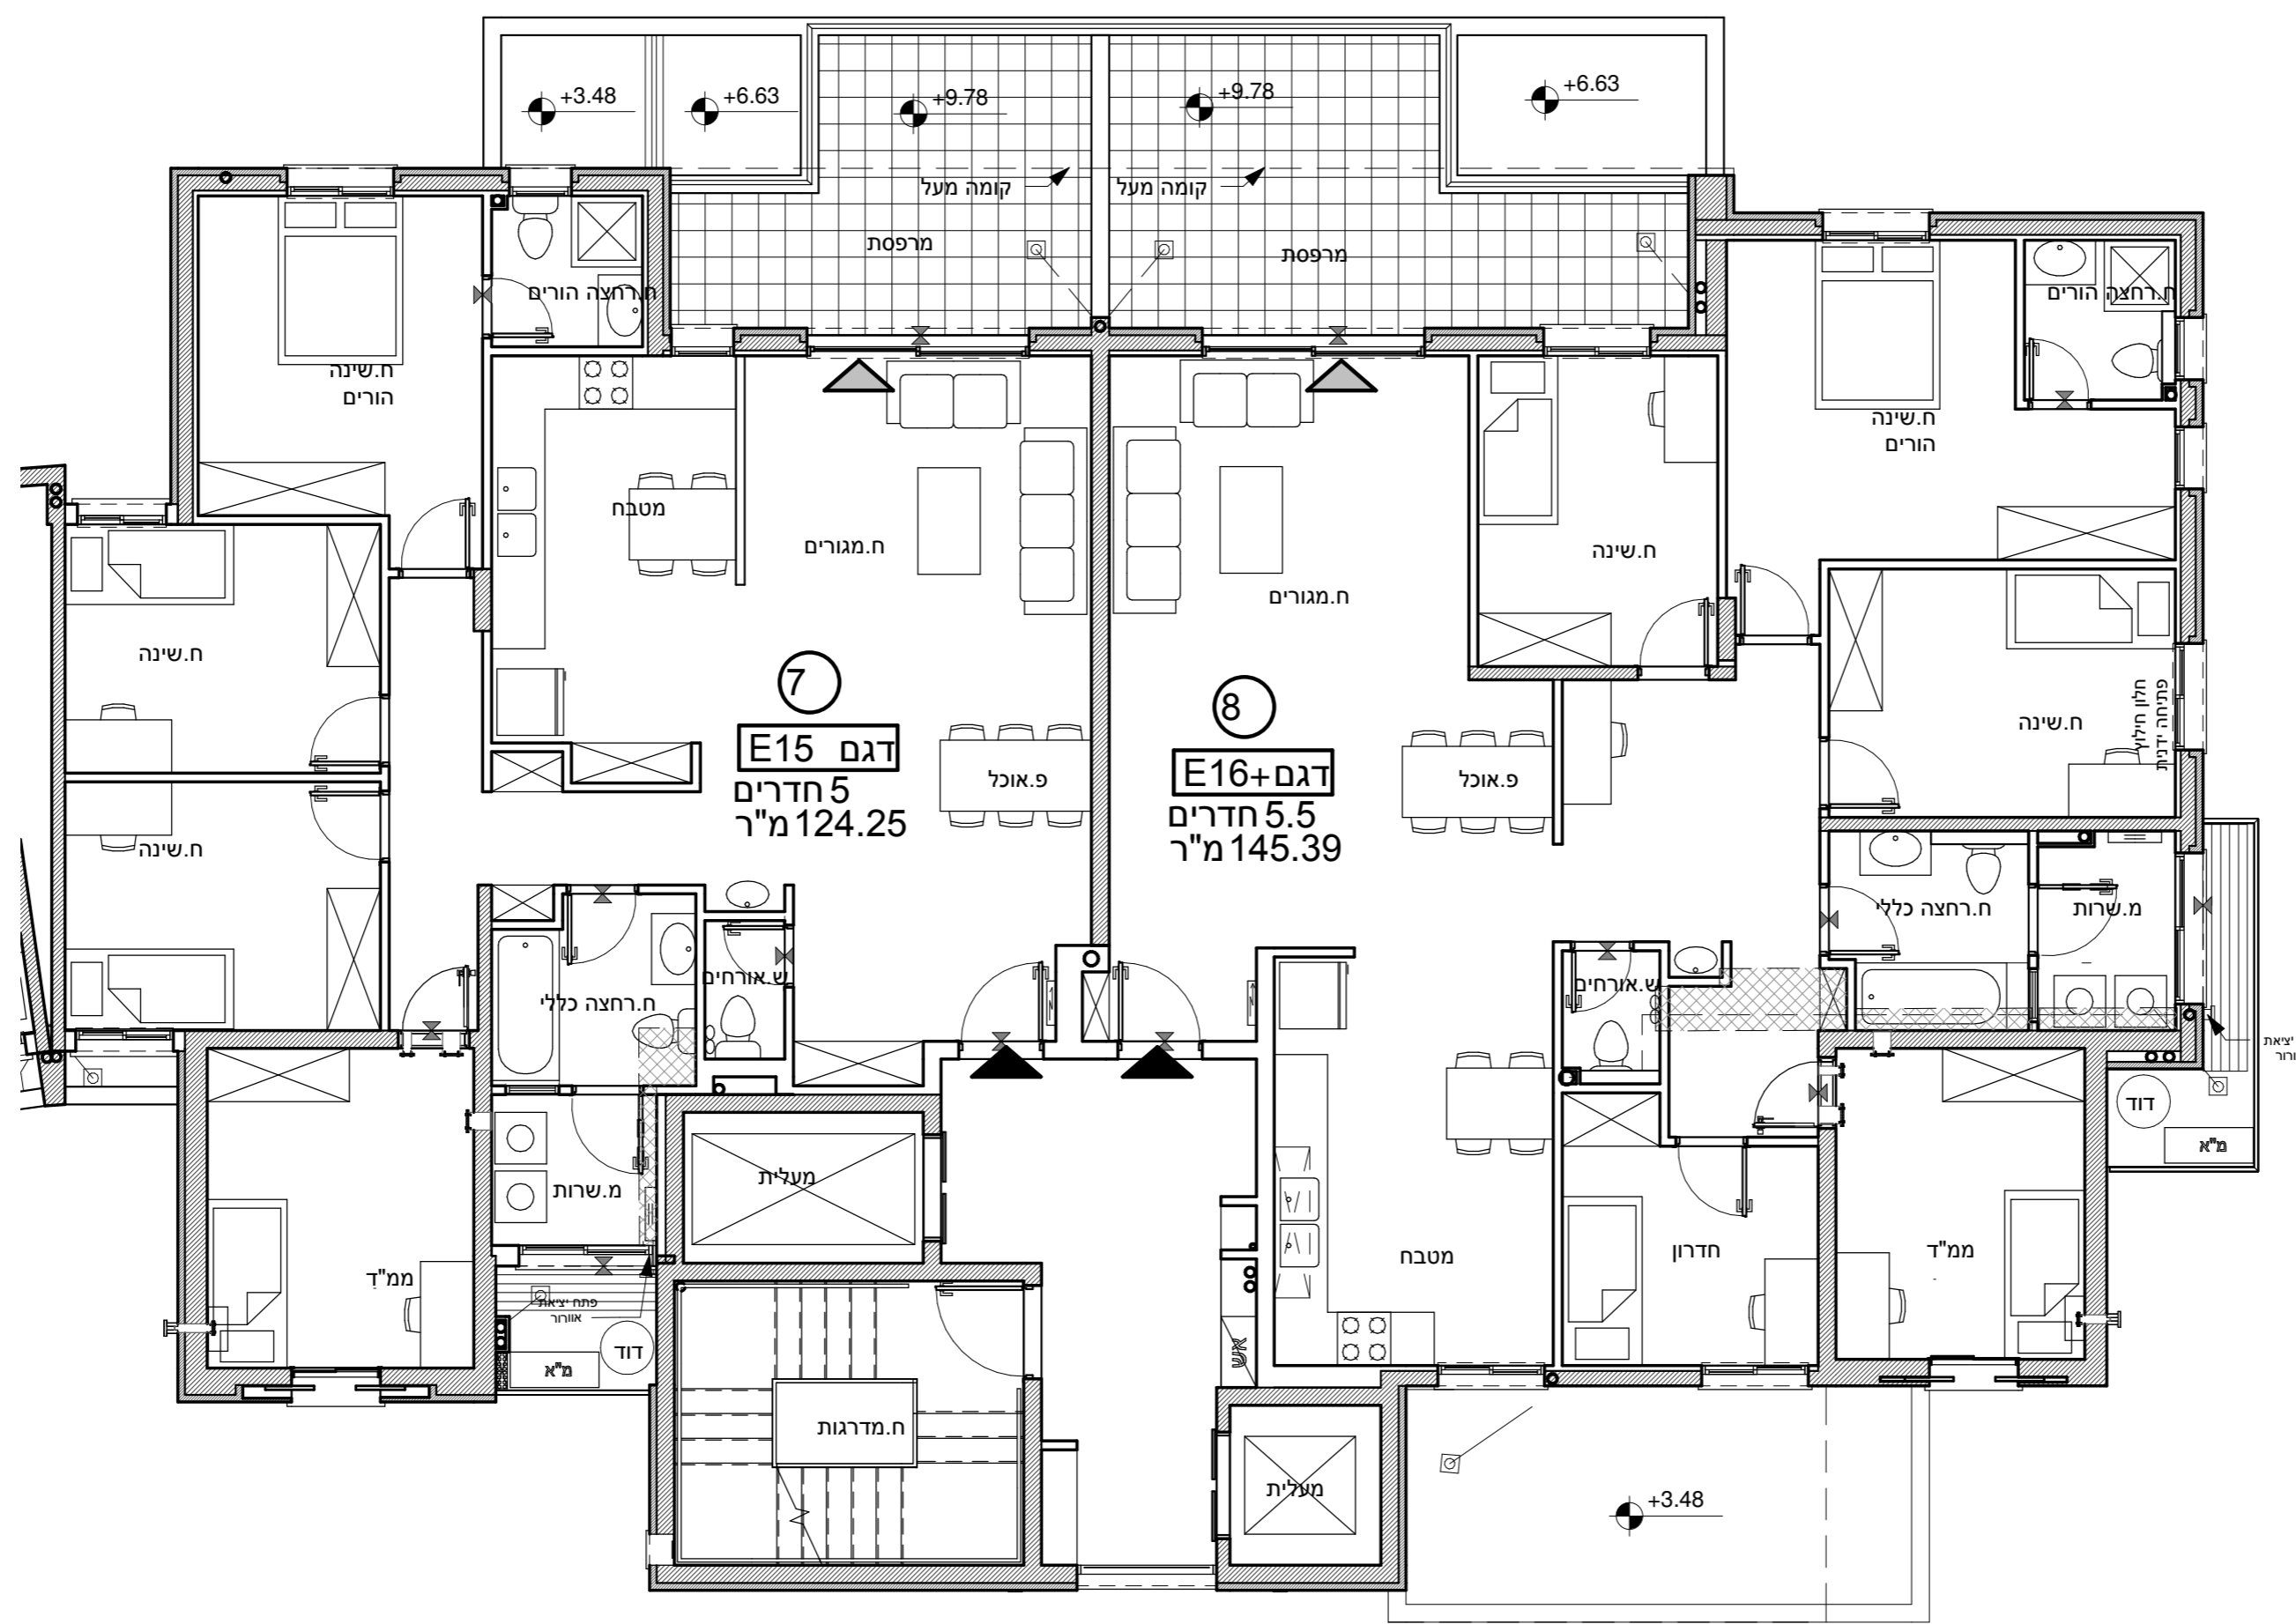 +3.48
+6.63
+9.78
+9.78
+6.63
קומה מעל
קומה מעל
מרפסת
מרפסת
ח.רחצה הורים
ח.רחצה הורים
ח.שינה
הורים
ח.שינה
הורים
מטבח
ח.מגורים
ח.מגורים
ח.שינה
ח.שינה
ח.שינה
חלון חילוץ
פתיחה ידנית
7
דגם E15
5 חדרים
124.25 מ"ר
8
דגם E16+
5.5 חדרים
145.39 מ"ר
פ.אוכל
פ.אוכל
ח.שינה
ח.רחצה כללי
מ.שרות
ש.אורחים
ש.אורחים
ח.רחצה כללי
יציאת
דוד
מ"א
מעלית
מ.שרות
ממ"ד
מטבח
חדרון
ממ"ד
פתח יציאת
אוורור
דוד
מ"א
אש
ח.מדרגות
מעלית
+3.48